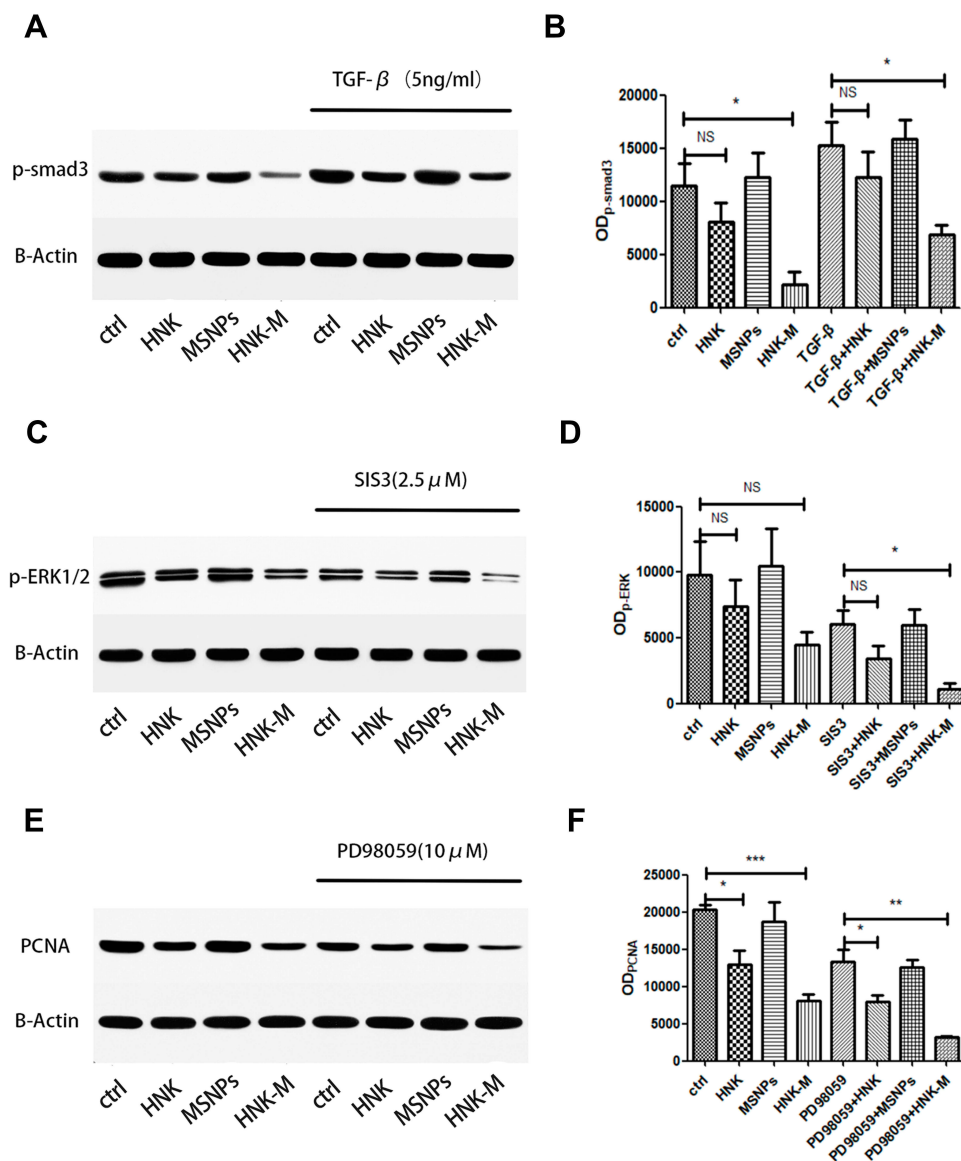 A
TGF-β (5ng/ml)
p-smad3
B-Actin
ctrl
HNK
MSNPs
HNK-M
ctrl
HNK
MSNPs
HNK-M
B
*
*
NS
NS
20000
15000
10000
5000
0
ODp-smad3
ctrl
HNK
MSNPs
HNK-M
TGF-β
TGF-β+HNK
TGF-β+MSNPs
TGF-β+HNK-M
C
SIS3(2.5μM)
p-ERK1/2
B-Actin
ctrl
HNK
MSNPs
HNK-M
ctrl
HNK
MSNPs
HNK-M
D
NS
NS
*
NS
15000
10000
5000
0
ODp-ERK
ctrl
HNK
MSNPs
HNK-M
SIS3
SIS3+HNK
SIS3+MSNPs
SIS3+HNK-M
E
PD98059(10μM)
PCNA
B-Actin
ctrl
HNK
MSNPs
HNK-M
ctrl
HNK
MSNPs
HNK-M
F
***
*
**
*
25000
20000
15000
10000
5000
0
ODPCNA
ctrl
HNK
MSNPs
HNK-M
PD98059
PD98059+HNK
PD98059+MSNPs
PD98059+HNK-M